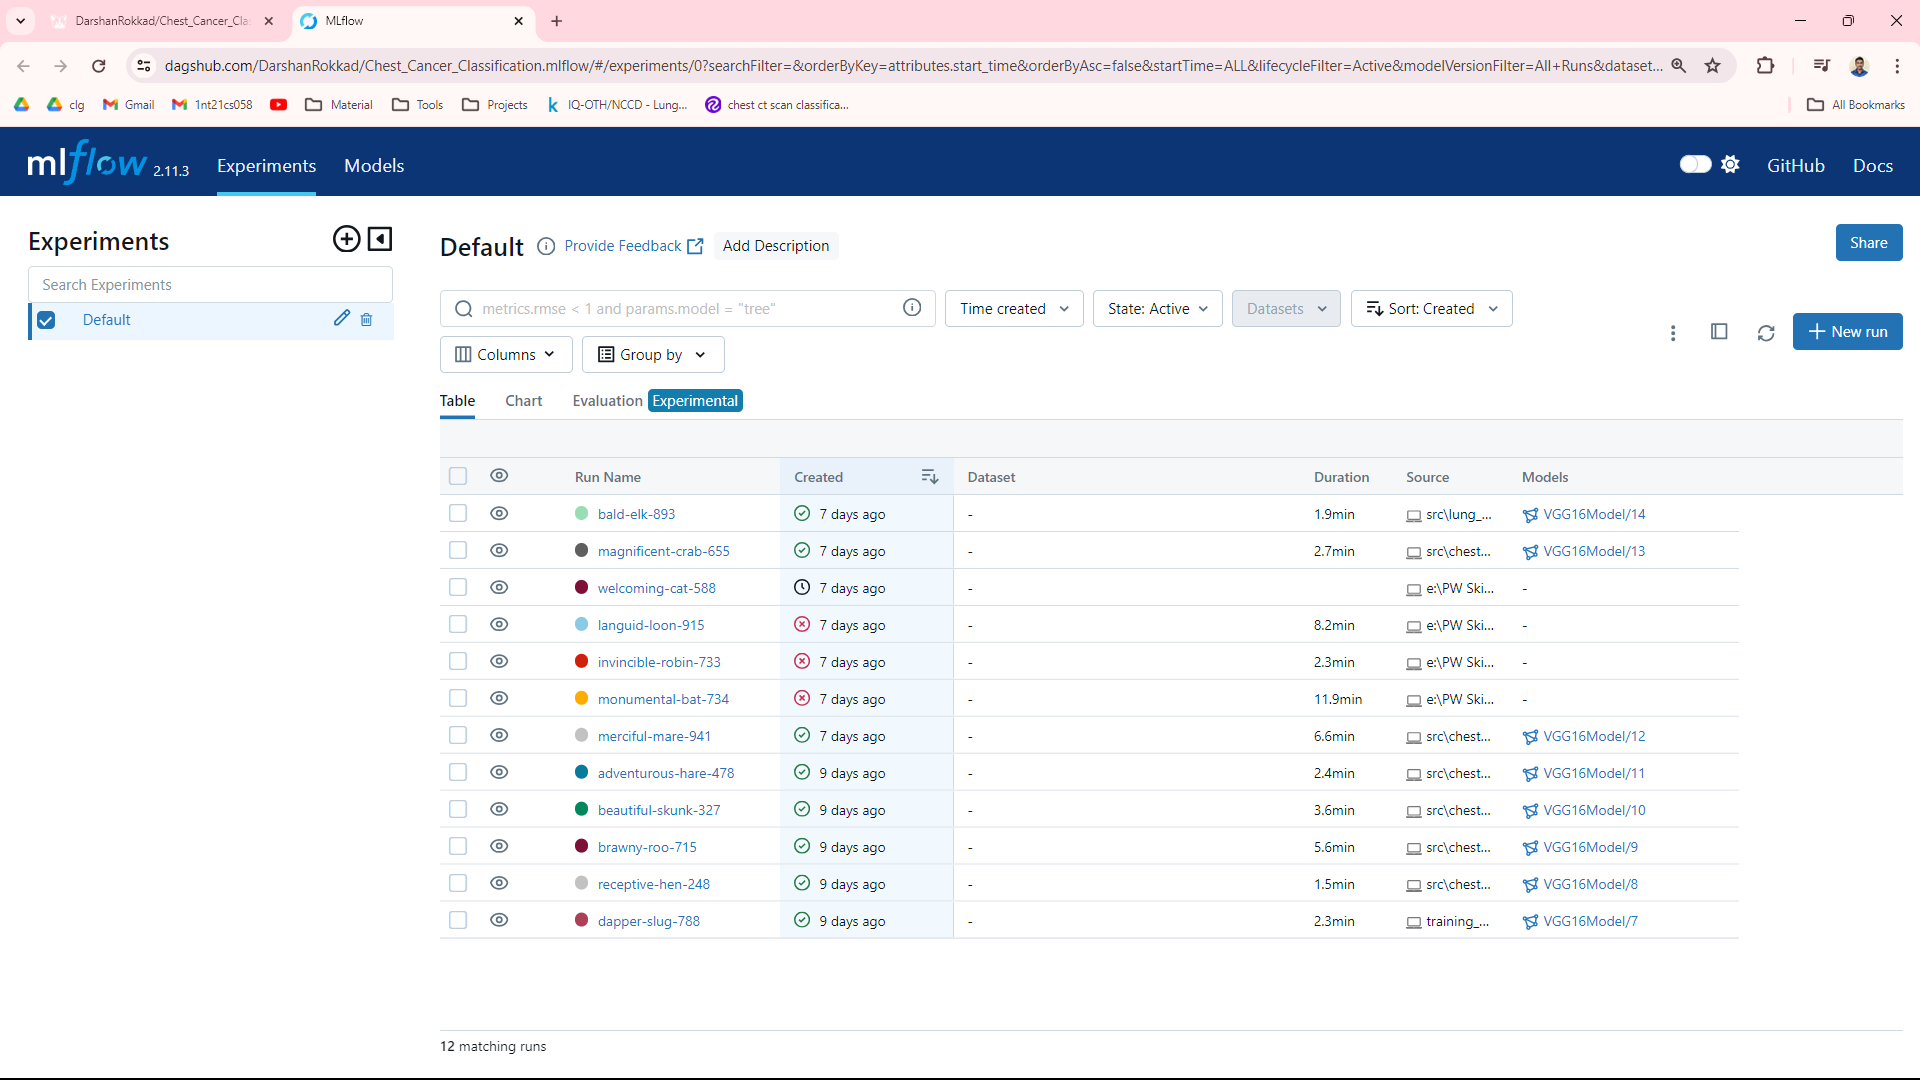 DarshanRokkad/Chest_Cancer_Cla
MLflow
dagshub.com/DarshanRokkad/Chest_Cancer_Classification.mlflow/#/experiments/0?searchFilter=&orderByKey=attributes.start_time&orderByAsc=false&startTime=ALL&lifecycleFilter=Active&modelVersionFilter=All+Runs&dataset...
clg Gmail 1nt21cs058 Material Tools Projects IQ-OTH/NCCD - Lung... chest ct scan classifica... All Bookmarks
mlflow 2.11.3 Experiments Models GitHub Docs
Experiments
Search Experiments
Default
Default Provide Feedback Add Description Share
metrics.rmse < 1 and params.model = "tree" Time created State: Active Datasets Sort: Created
Columns Group by New run
Table Chart Evaluation Experimental
Run Name Created Dataset Duration Source Models
bald-elk-893 7 days ago - 1.9min src\lung_... VGG16Model/14
magnificent-crab-655 7 days ago - 2.7min src\chest... VGG16Model/13
welcoming-cat-588 7 days ago - e:\PW Ski... -
languid-loon-915 7 days ago - 8.2min e:\PW Ski... -
invincible-robin-733 7 days ago - 2.3min e:\PW Ski... -
monumental-bat-734 7 days ago - 11.9min e:\PW Ski... -
merciful-mare-941 7 days ago - 6.6min src\chest... VGG16Model/12
adventurous-hare-478 9 days ago - 2.4min src\chest... VGG16Model/11
beautiful-skunk-327 9 days ago - 3.6min src\chest... VGG16Model/10
brawny-roo-715 9 days ago - 5.6min src\chest... VGG16Model/9
receptive-hen-248 9 days ago - 1.5min src\chest... VGG16Model/8
dapper-slug-788 9 days ago - 2.3min training_... VGG16Model/7
12 matching runs